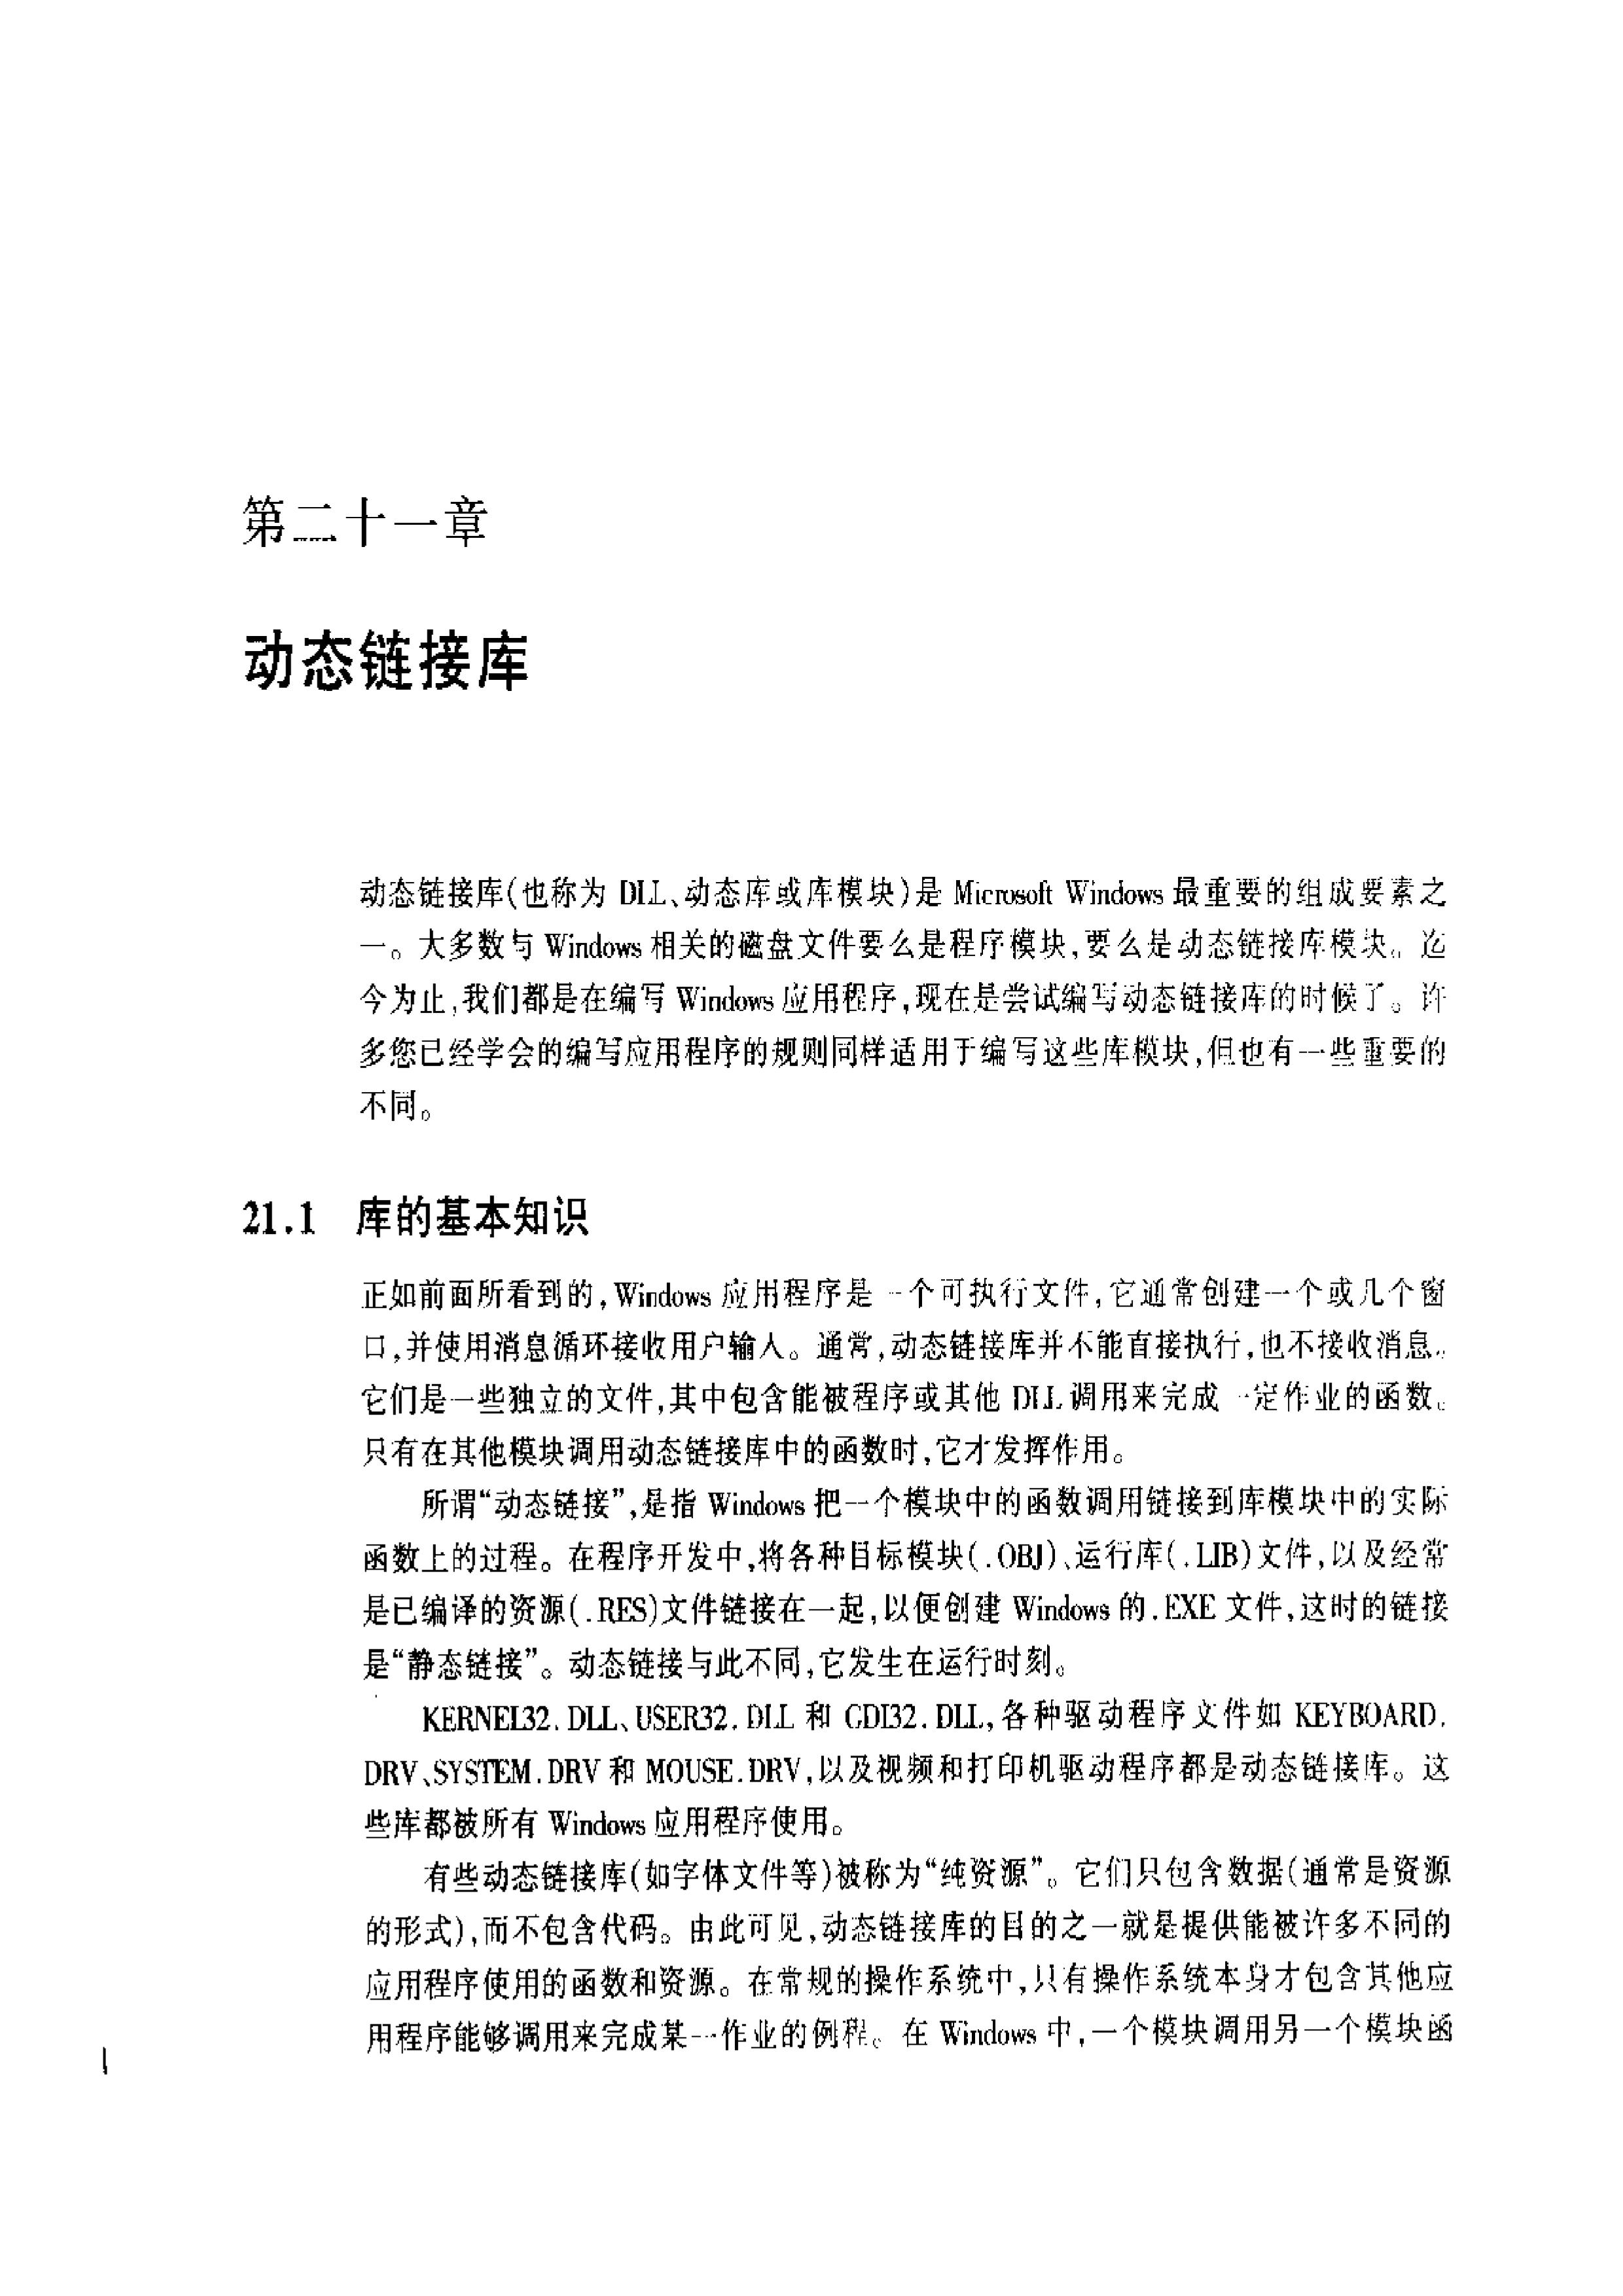 第二十一章
动态链接库
动态链接库(也称为 DLL、动态库或库模块)是 Microsoft Windows 最重要的组成要素之
一。大多数与 Windows 相关的磁盘文件要么是程序模块,要么是动态链接库模块。迄
今为止,我们都是在编写 Windows 应用程序,现在是尝试编写动态链接库的时候了。许
多您已经学会的编写应用程序的规则同样适用于编写这些库模块,但也有一些重要的
不同。
21.1 库的基本知识
正如前面所看到的,Windows 应用程序是一个可执行文件,它通常创建一个或几个窗
口,并使用消息循环接收用户输入。通常,动态链接库并不能直接执行,也不接收消息。
它们是一些独立的文件,其中包含能被程序或其他 DLL 调用来完成一定作业的函数。
只有在其他模块调用动态链接库中的函数时,它才发挥作用。
所谓“动态链接”,是指 Windows 把一个模块中的函数调用链接到库模块中的实际
函数上的过程。在程序开发中,将各种目标模块(.OBJ)、运行库(.LIB)文件,以及经常
是已编译的资源(.RES)文件链接在一起,以便创建 Windows 的.EXE 文件,这时的链接
是“静态链接”。动态链接与此不同,它发生在运行时刻。
KERNEL32.DLL、USER32.DLL 和 GDI32.DLL,各种驱动程序文件如 KEYBOARD.
DRV、SYSTEM.DRV 和 MOUSE.DRV,以及视频和打印机驱动程序都是动态链接库。这
些库都被所有 Windows 应用程序使用。
有些动态链接库(如字体文件等)被称为“纯资源”。它们只包含数据(通常是资源
的形式),而不包含代码。由此可见,动态链接库的目的之一就是提供能被许多不同的
应用程序使用的函数和资源。在常规的操作系统中,只有操作系统本身才包含其他应
用程序能够调用来完成某一作业的例程。在 Windows 中,一个模块调用另一个模块函